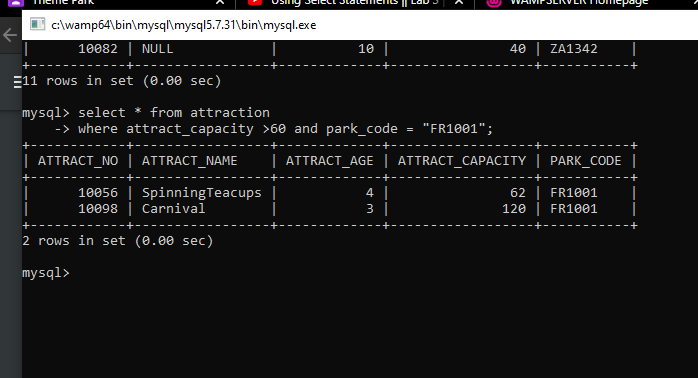 Theme Park
Using Select Statements || Lab 5
WAMPSERVER Homepage
c:\wamp64\bin\mysql\mysql5.7.31\bin\mysql.exe
| 10082 | NULL | 10 | 40 | ZA1342 |
+------------+----------------+-------------+------------------+-----------+
11 rows in set (0.00 sec)
mysql> select * from attraction
-> where attract_capacity >60 and park_code = "FR1001";
+------------+----------------+-------------+------------------+-----------+
| ATTRACT_NO | ATTRACT_NAME | ATTRACT_AGE | ATTRACT_CAPACITY | PARK_CODE |
+------------+----------------+-------------+------------------+-----------+
| 10056 | SpinningTeacups | 4 | 62 | FR1001 |
| 10098 | Carnival | 3 | 120 | FR1001 |
+------------+----------------+-------------+------------------+-----------+
2 rows in set (0.00 sec)
mysql>